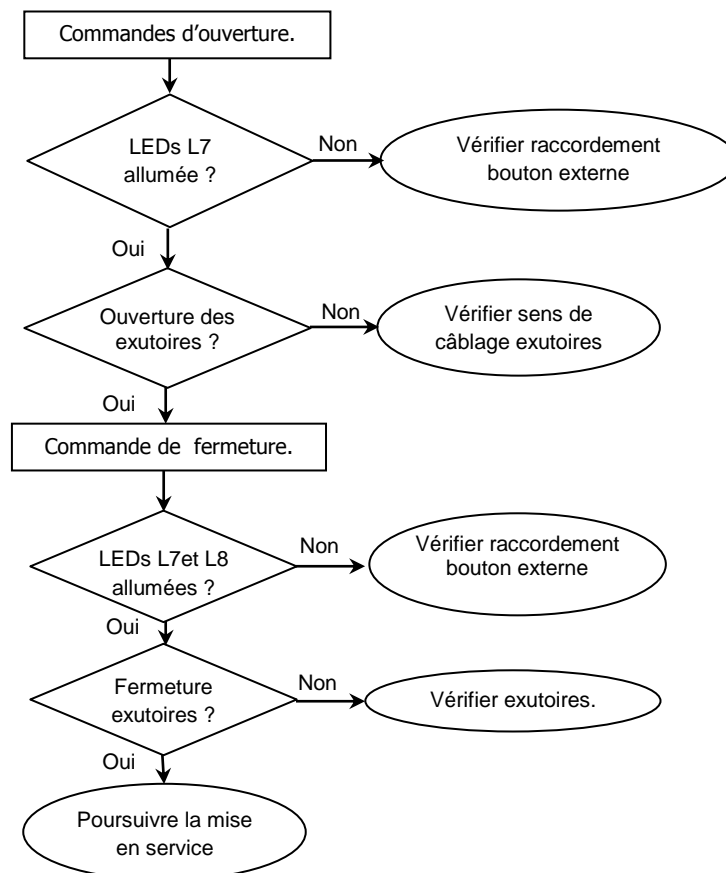 Commandes d'ouverture.
LEDs L7
allumée ?
Non
Vérifier raccordement
bouton externe
Oui
Ouverture des
exutoires ?
Non
Vérifier sens de
câblage exutoires
Oui
Commande de fermeture.
LEDs L7et L8
allumées ?
Non
Vérifier raccordement
bouton externe
Oui
Fermeture
exutoires ?
Non
Vérifier exutoires.
Oui
Poursuivre la mise
en service